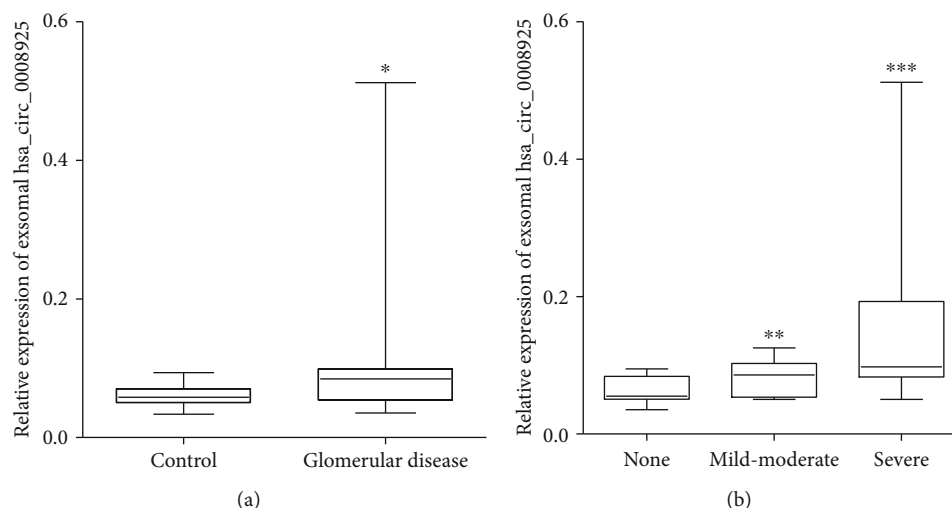 Relative expression of exsomal hsa_circ_0008925
0.6
0.4
0.2
0.0
*
Control
Glomerular disease
(a)
Relative expression of exsomal hsa_circ_0008925
0.6
0.4
0.2
0.0
**
***
None
Mild-moderate
Severe
(b)